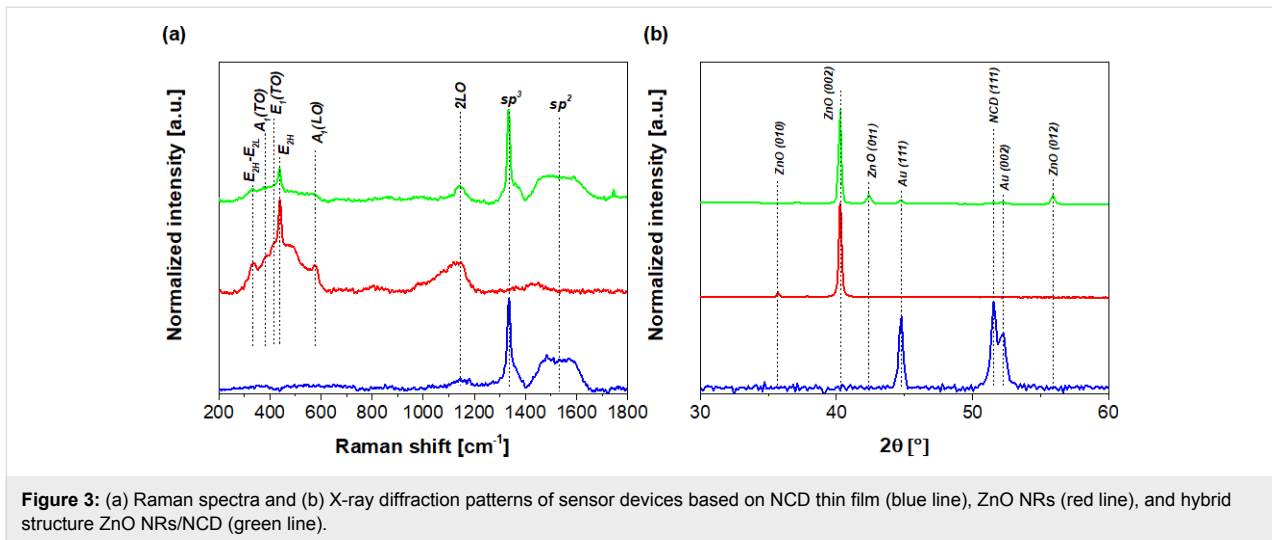 (a)
(b)
Normalized intensity [a.u.]
E2H-E2L
A1(TO)
E1(TO)
E2H
A1(LO)
2LO
sp³
sp²
200 400 600 800 1000 1200 1400 1600 1800
Raman shift [cm⁻¹]
Normalized intensity [a.u.]
ZnO (010)
ZnO (002)
ZnO (011)
Au (111)
NCD (111)
Au (002)
ZnO (012)
30 40 50 60
2θ [°]
Figure 3: (a) Raman spectra and (b) X-ray diffraction patterns of sensor devices based on NCD thin film (blue line), ZnO NRs (red line), and hybrid
structure ZnO NRs/NCD (green line).